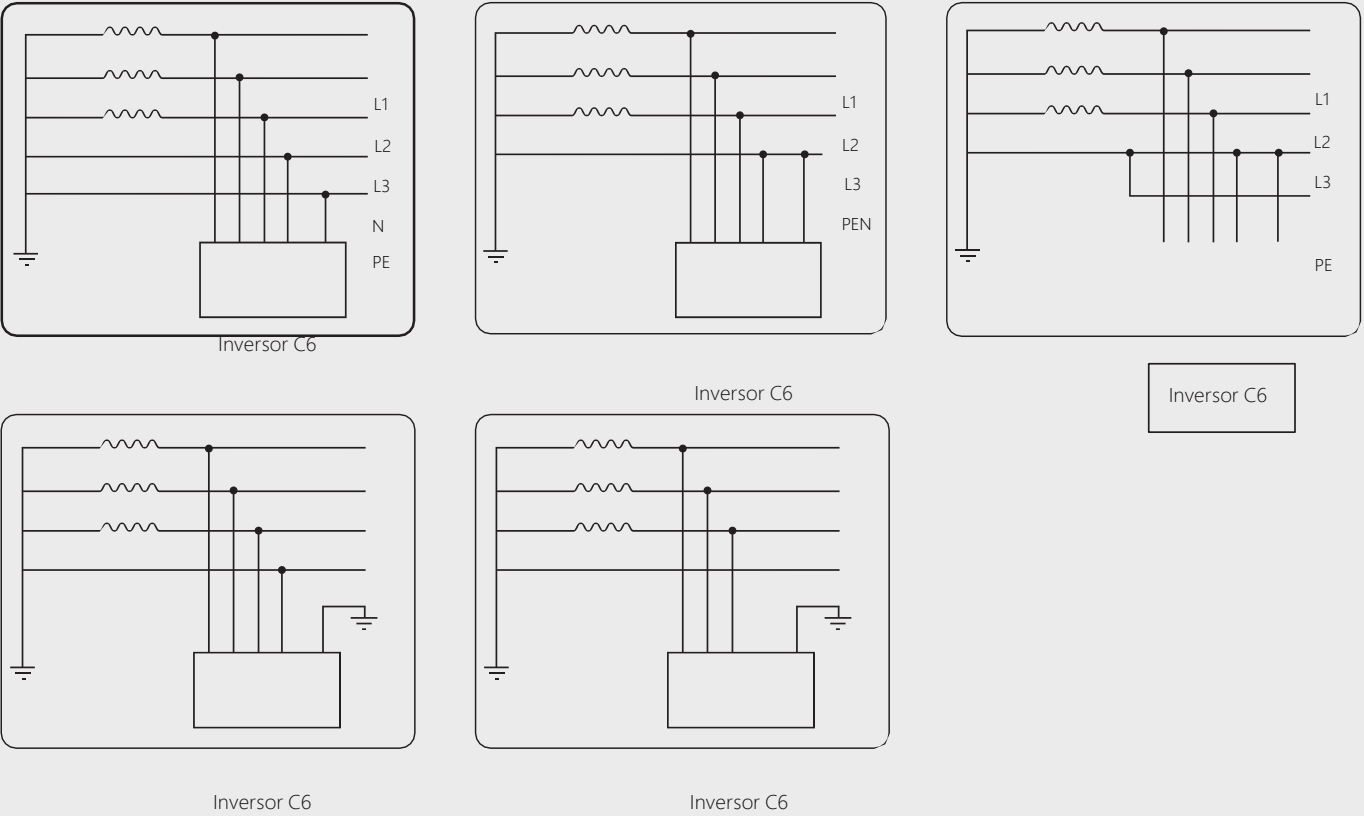 L1
L2
L3
N
PE
Inversor C6
L1
L2
L3
PEN
Inversor C6
L1
L2
L3
PE
Inversor C6
Inversor C6
Inversor C6